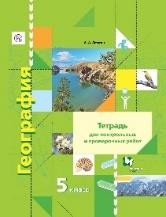 География
Тетрадь
для контрольных
и проверочных работ
5 класс